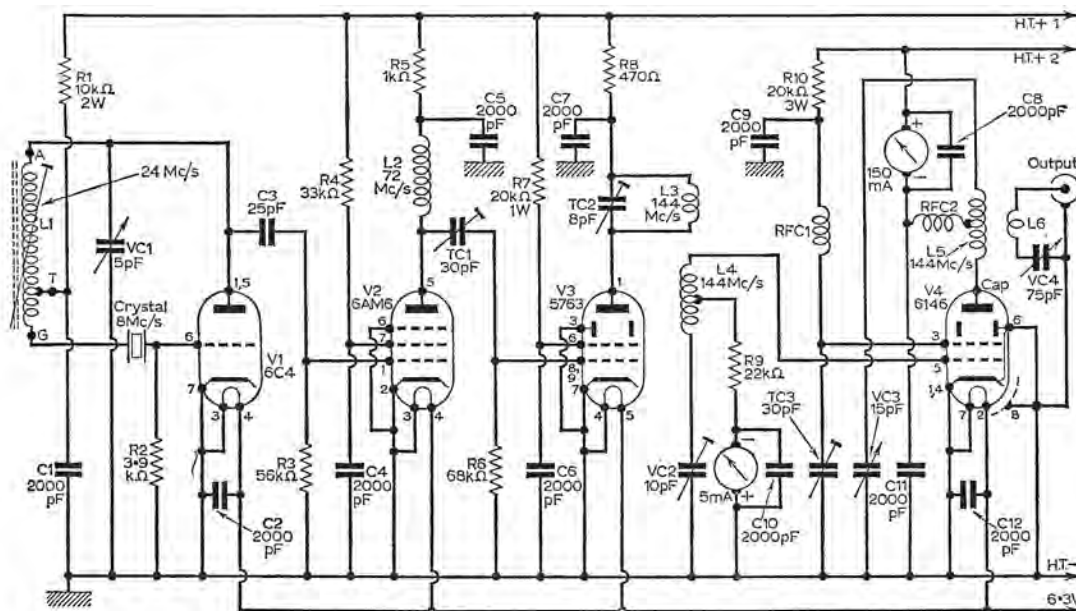 H.T.+ 1
H.T.+ 2
R1
10kΩ
2W
A
24 Mc/s
L1
T
G
VC1
5pF
Crystal
8Mc/s
C1
2000
pF
R2
3·9
kΩ
6
1,5
V1
6C4
7
3
4
C2
2000
pF
C3
25pF
R3
56kΩ
R4
33kΩ
C4
2000
pF
R5
1kΩ
C5
2000
pF
L2
72
Mc/s
TC1
30pF
5
V2
6AM6
6
7
1
2
3
4
R6
68kΩ
R7
20kΩ
1W
C6
2000
pF
C7
2000
pF
R8
470Ω
TC2
8pF
L3
144
Mc/s
1
V3
5763
3
6
8
9
7
4
5
L4
144Mc/s
VC2
10pF
R9
22kΩ
5mA
+
−
C10
2000pF
C9
2000
pF
R10
20kΩ
3W
RFC1
TC3
30pF
VC3
15pF
C11
2000
pF
150
mA
+
−
C8
2000pF
RFC2
L5
144Mc/s
Cap
V4
6146
3
5
1,4
7
2
6
8
C12
2000
pF
Output
L6
VC4
75pF
H.T.−
6·3V